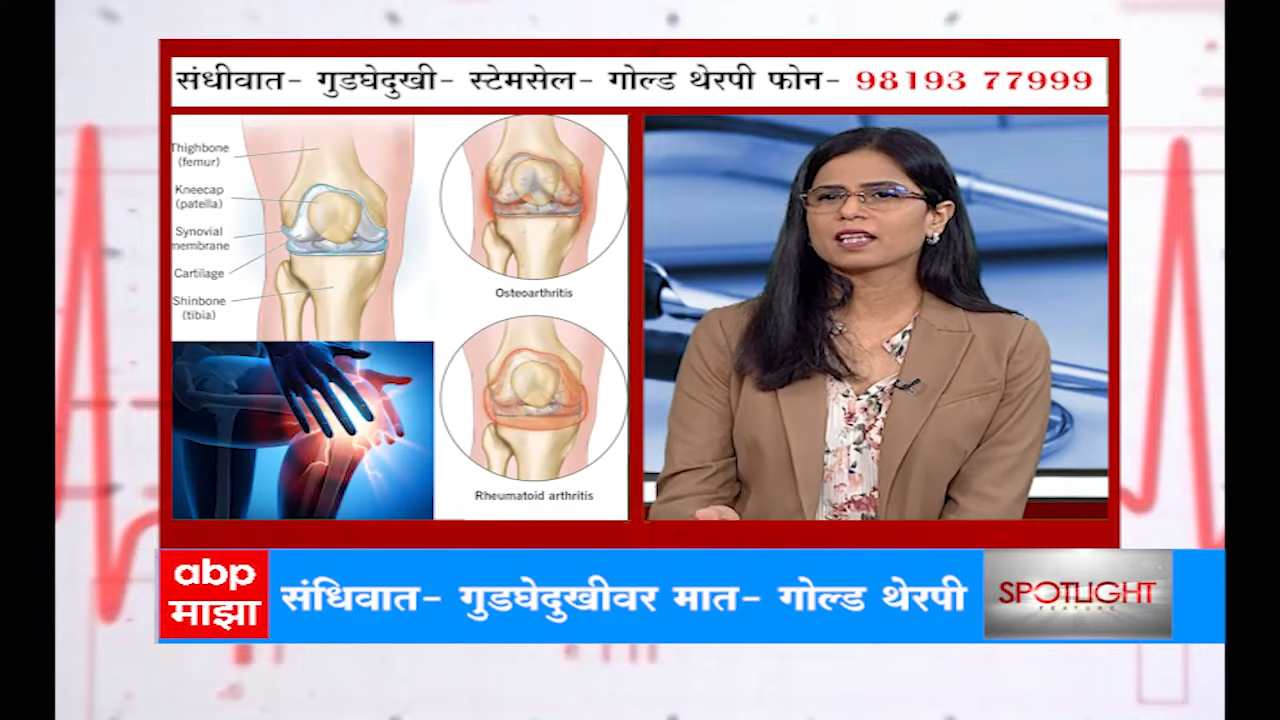 संधीवात- गुडघेदुखी- स्टेमसेल- गोल्ड थेरपी फोन- 98193 77999
Thighbone
(femur)
Kneecap
(patella)
Synovial
membrane
Cartilage
Shinbone
(tibia)
Osteoarthritis
Rheumatoid arthritis
abp
माझा
संधिवात- गुडघेदुखीवर मात- गोल्ड थेरपी
SPOTLIGHT
FEATURE